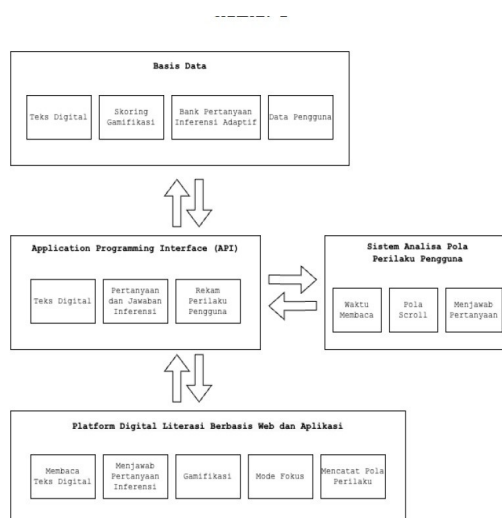 Basis Data
Teks Digital
Skoring
Gamifikasi
Bank Pertanyaan
Inferensi Adaptif
Data Pengguna
Application Programming Interface (API)
Teks Digital
Pertanyaan
dan Jawaban
Inferensi
Rekam
Perilaku
Pengguna
Sistem Analisa Pola
Perilaku Pengguna
Waktu
Membaca
Pola
Scroll
Menjawab
Pertanyaan
Platform Digital Literasi Berbasis Web dan Aplikasi
Membaca
Teks Digital
Menjawab
Pertanyaan
Inferensi
Gamifikasi
Mode Fokus
Mencatat Pola
Perilaku